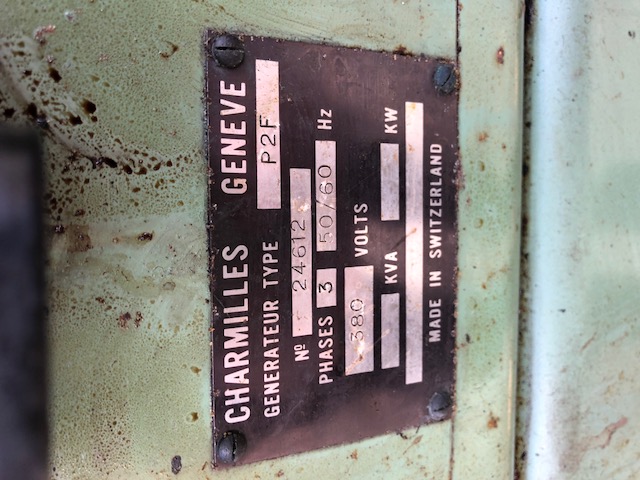 CHARMILLES GENEVE
GENERATEUR TYPE P2F
Nº 24612
PHASES 3 50/60 Hz
380 VOLTS
KVA KW
MADE IN SWITZERLAND